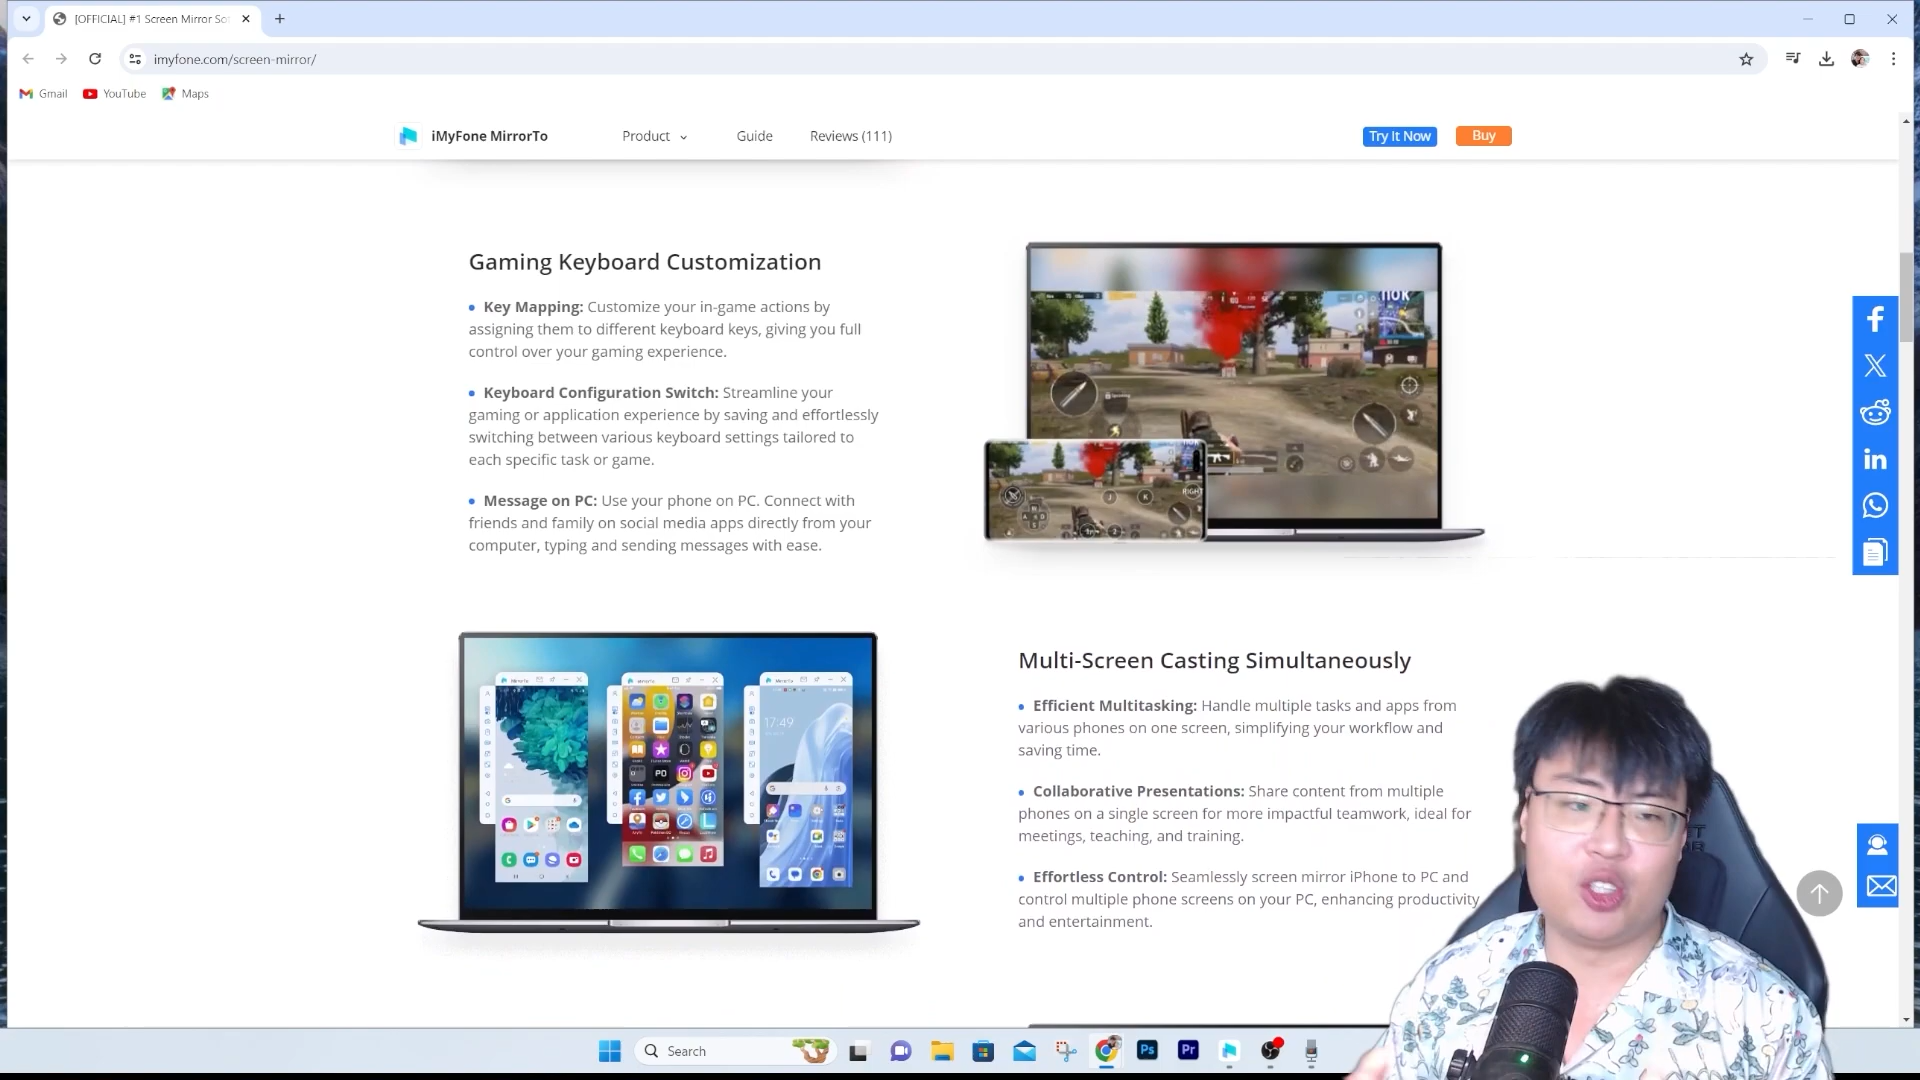 [OFFICIAL] #1 Screen Mirror So
imyfone.com/screen-mirror/
Gmail
YouTube
Maps
iMyFone MirrorTo
Product
Guide
Reviews (111)
Try It Now
Buy
Gaming Keyboard Customization
Key Mapping: Customize your in-game actions by
assigning them to different keyboard keys, giving you full
control over your gaming experience.
Keyboard Configuration Switch: Streamline your
gaming or application experience by saving and effortlessly
switching between various keyboard settings tailored to
each specific task or game.
Message on PC: Use your phone on PC. Connect with
friends and family on social media apps directly from your
computer, typing and sending messages with ease.
RIGHT
17:49
Multi-Screen Casting Simultaneously
Efficient Multitasking: Handle multiple tasks and apps from
various phones on one screen, simplifying your workflow and
saving time.
Collaborative Presentations: Share content from multiple
phones on a single screen for more impactful teamwork, ideal for
meetings, teaching, and training.
Effortless Control: Seamlessly screen mirror iPhone to PC and
control multiple phone screens on your PC, enhancing productivity
and entertainment.
Search
Ps
Pr